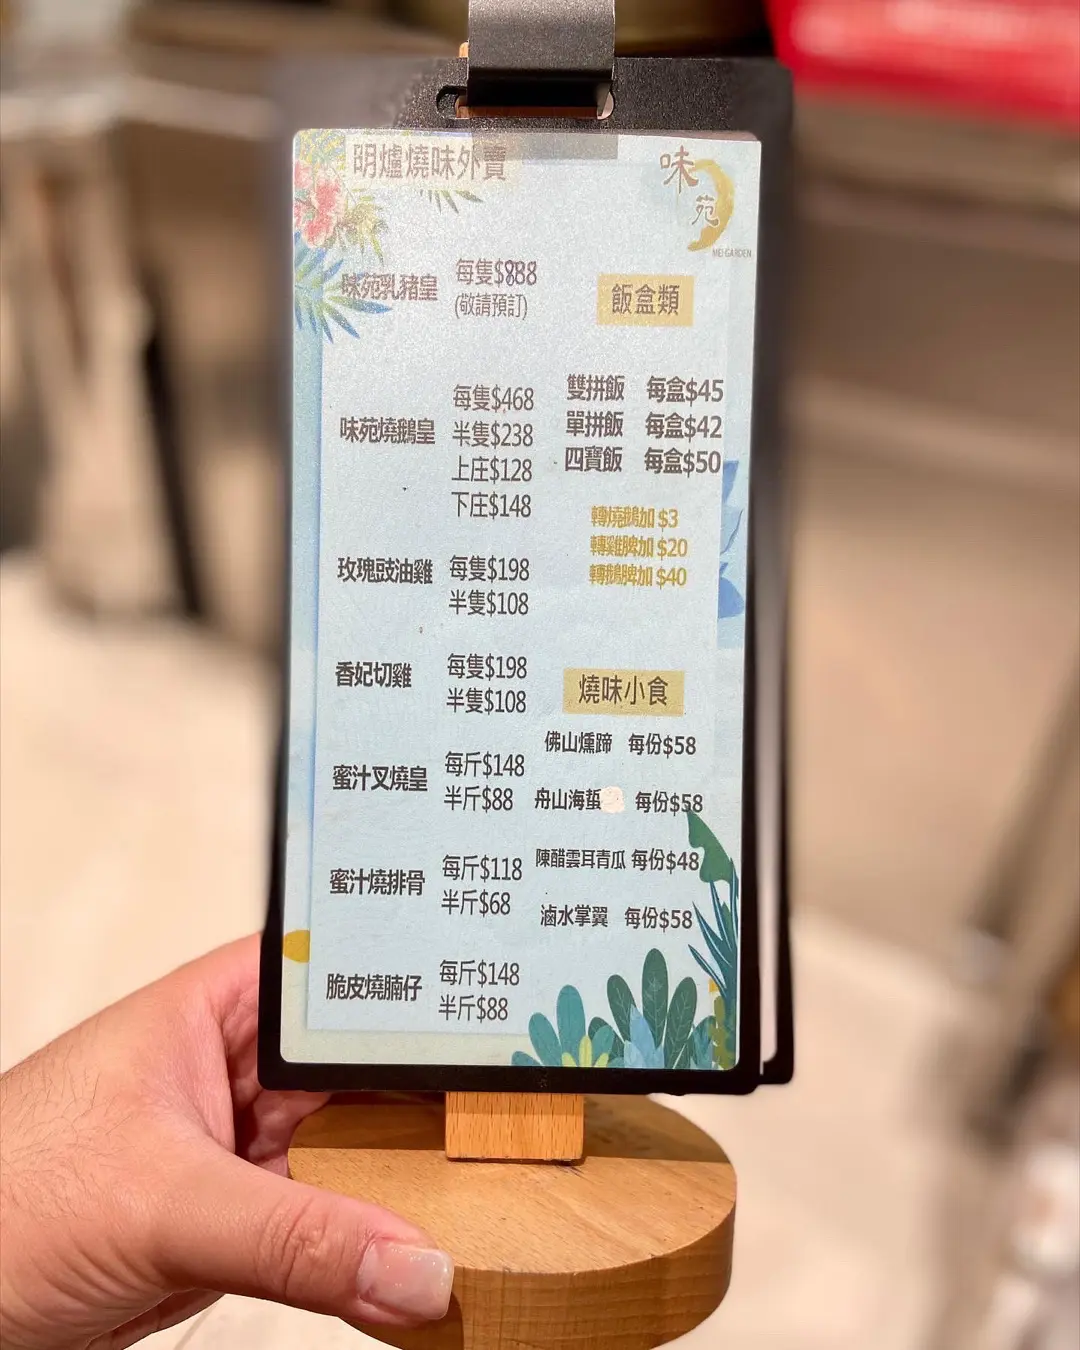 明爐燒味外賣
味苑
MEI GARDEN
味苑乳豬皇 每隻$888
(敬請預訂)
味苑燒鵝皇 每隻$468
半隻$238
上庄$128
下庄$148
玫瑰豉油雞 每隻$198
半隻$108
香妃切雞 每隻$198
半隻$108
蜜汁叉燒皇 每斤$148
半斤$88
蜜汁燒排骨 每斤$118
半斤$68
脆皮燒腩仔 每斤$148
半斤$88
飯盒類
雙拼飯 每盒$45
單拼飯 每盒$42
四寶飯 每盒$50
轉燒鵝加 $3
轉雞髀加 $20
轉鵝髀加 $40
燒味小食
佛山燻蹄 每份$58
舟山海蜇 每份$58
陳醋雲耳青瓜 每份$48
滷水掌翼 每份$58